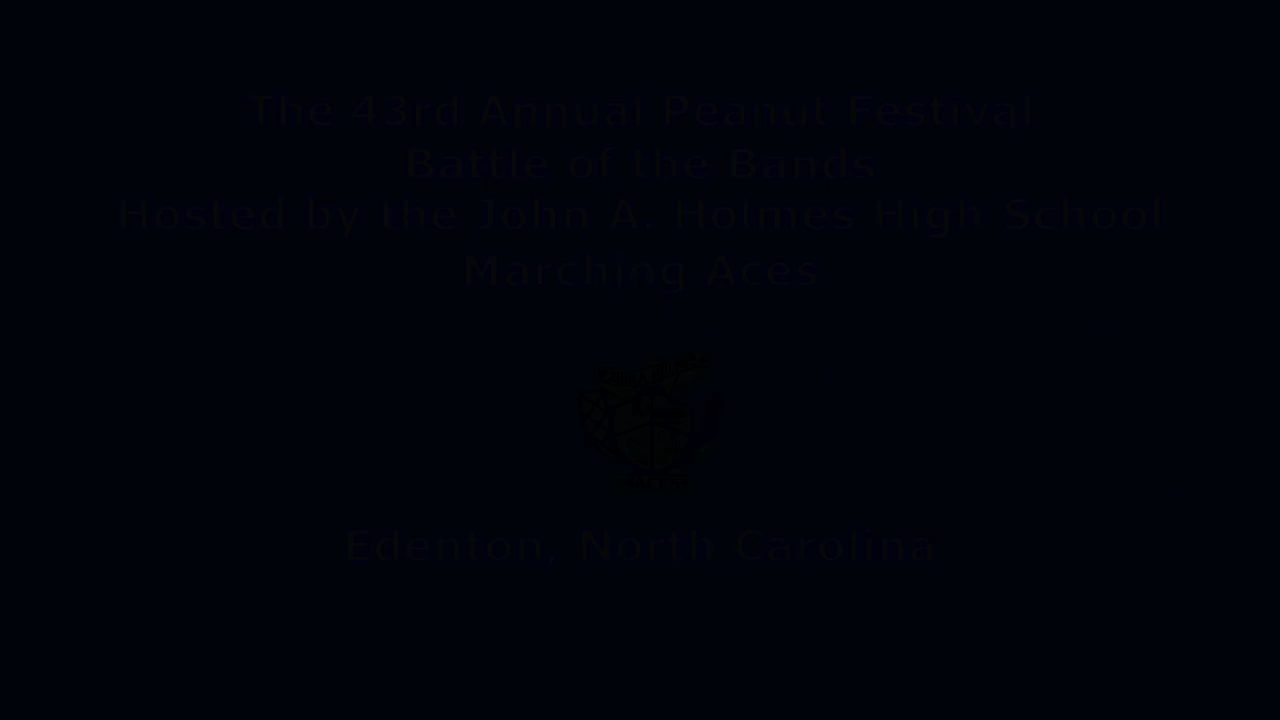 The 43rd Annual Peanut Festival
Battle of the Bands
Hosted by the John A. Holmes High School
Marching Aces
Edenton, North Carolina